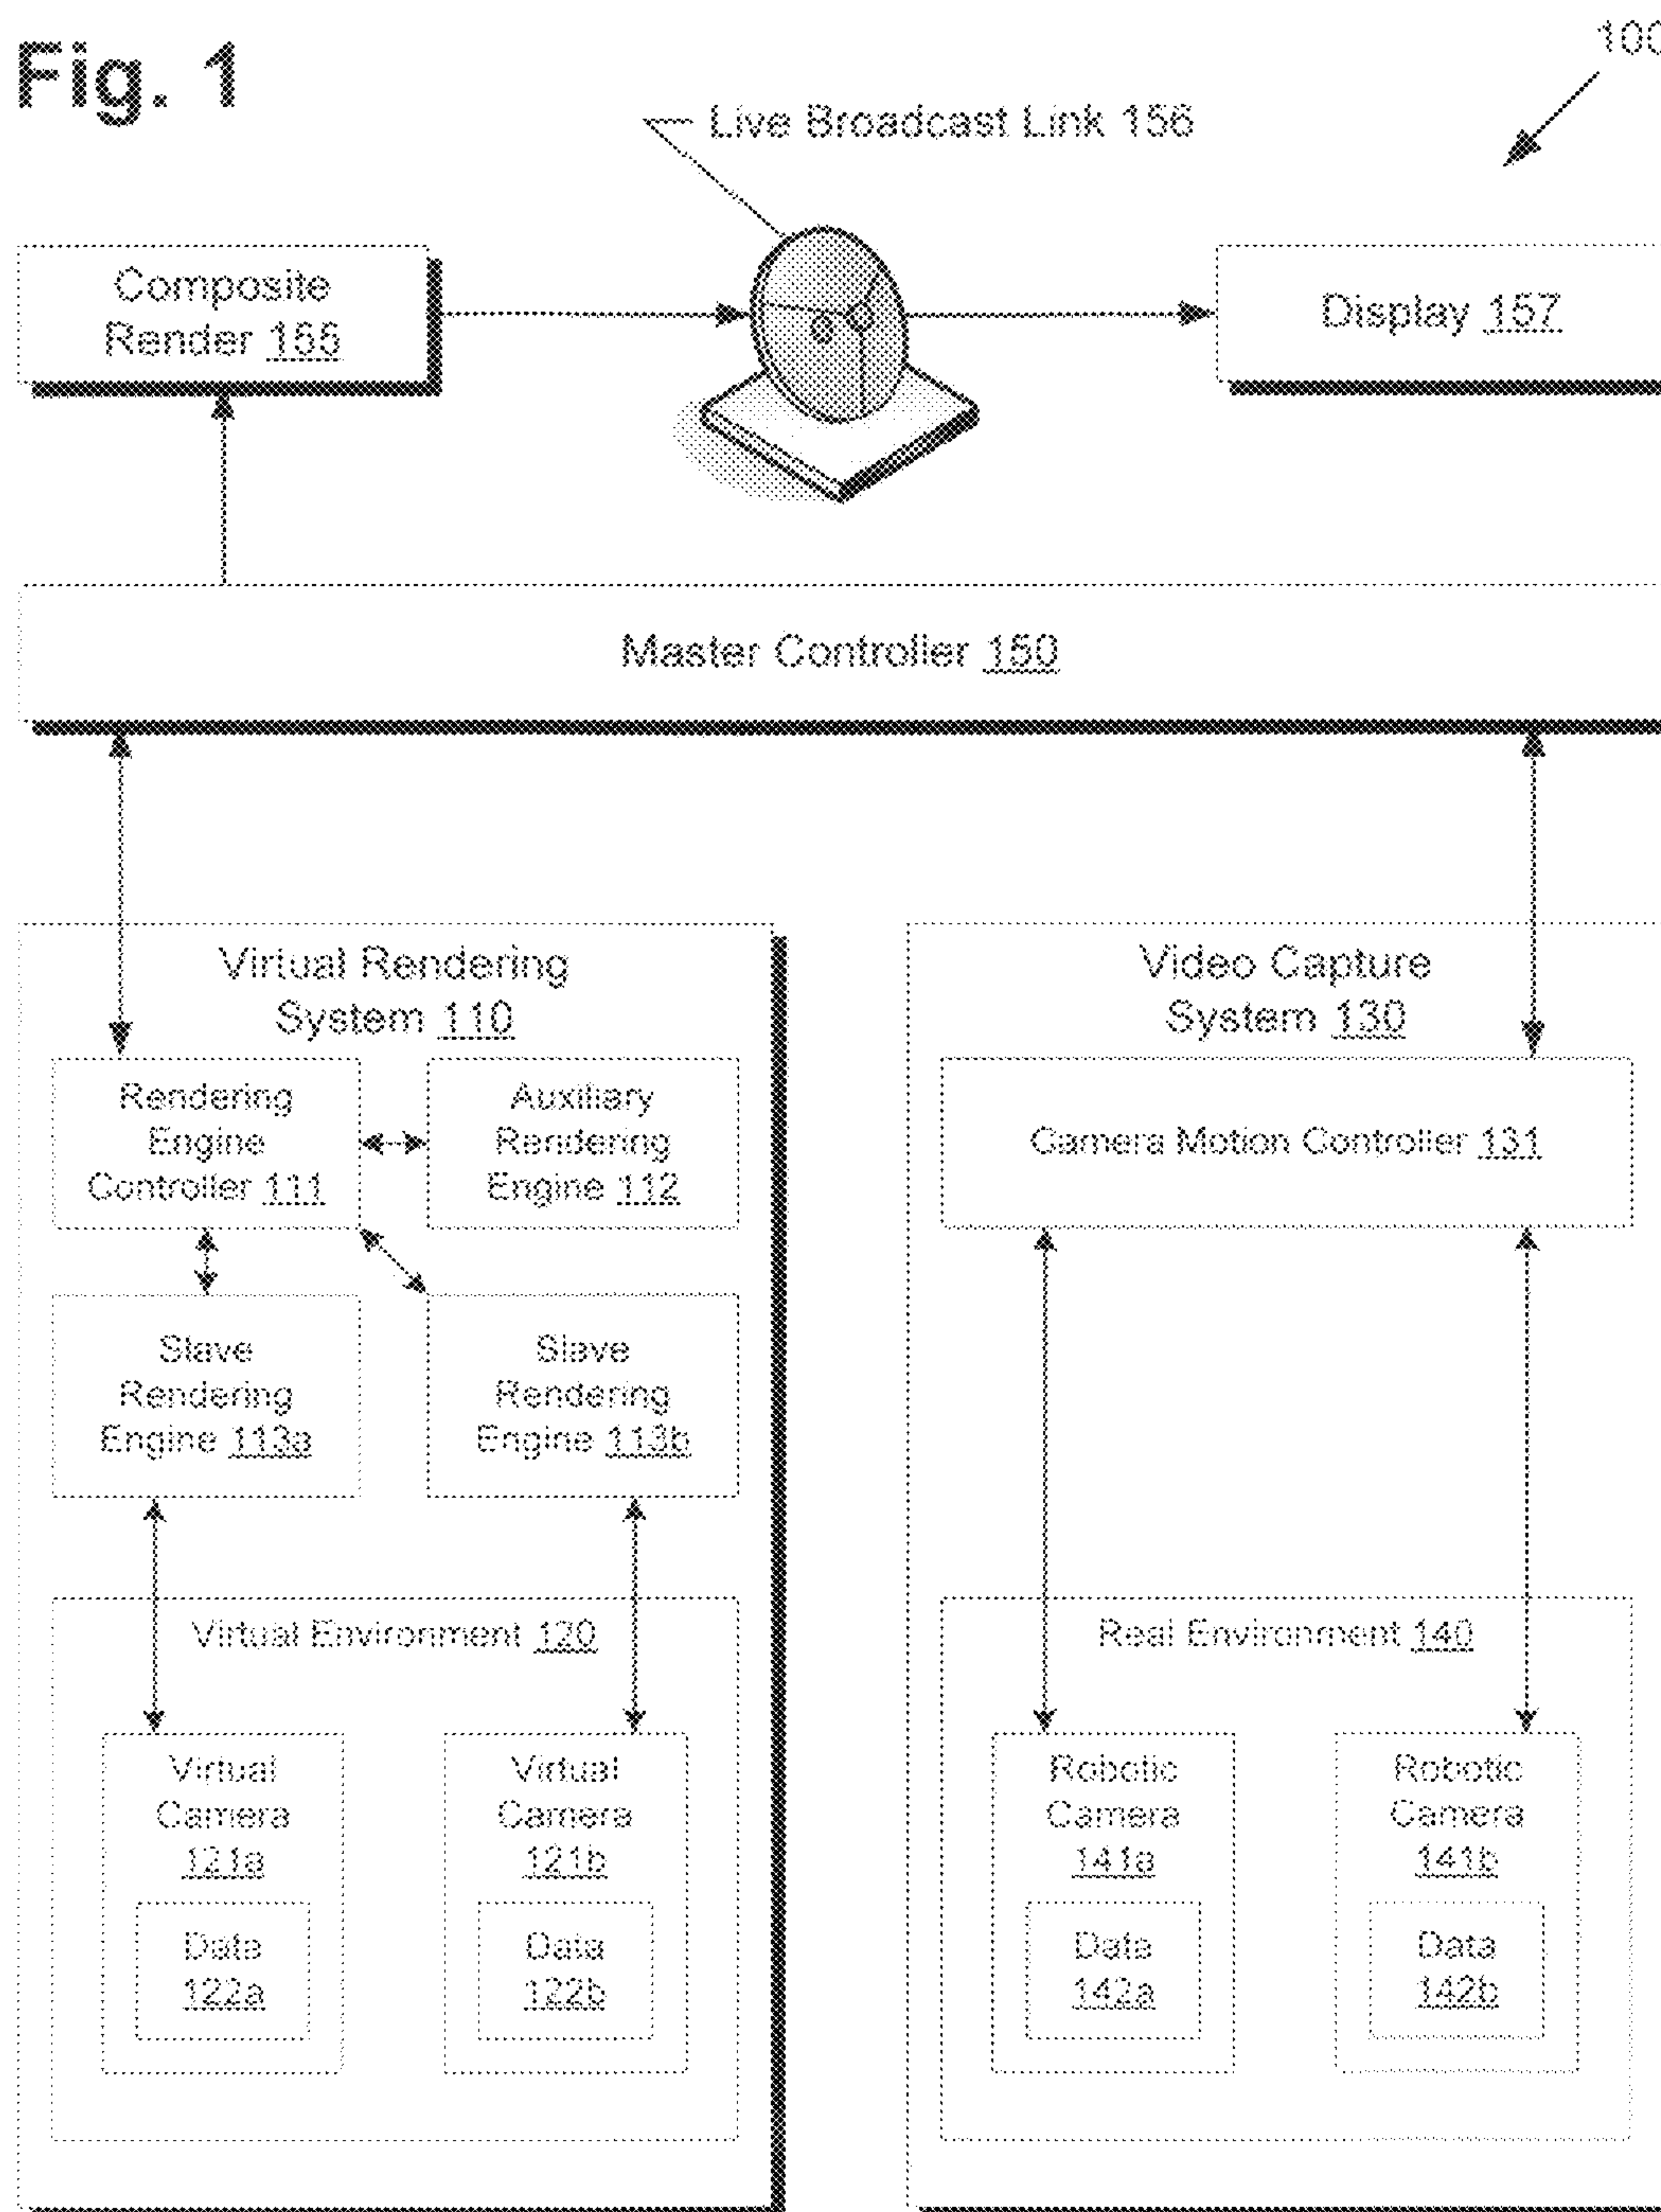 Fig. 1
100
Live Broadcast Link 156
Composite
Render 155
Display 157
Master Controller 150
Virtual Rendering
System 110
Rendering
Engine
Controller 111
Auxiliary
Rendering
Engine 112
Slave
Rendering
Engine 113a
Slave
Rendering
Engine 113b
Virtual Environment 120
Virtual
Camera
121a
Data
122a
Virtual
Camera
121b
Data
122b
Video Capture
System 130
Camera Motion Controller 131
Real Environment 140
Robotic
Camera
141a
Data
142a
Robotic
Camera
141b
Data
142b